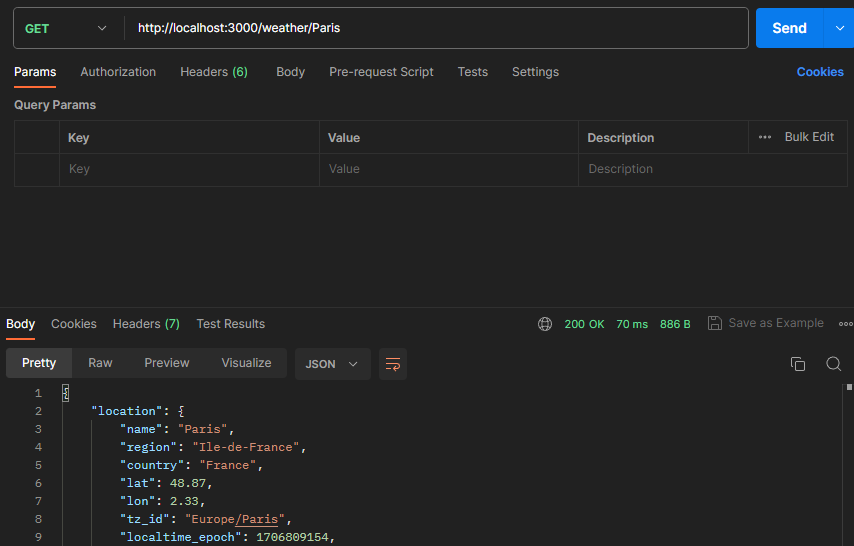 GET http://localhost:3000/weather/Paris Send
Params Authorization Headers (6) Body Pre-request Script Tests Settings Cookies
Query Params
Key Value Description ••• Bulk Edit
Key Value Description
Body Cookies Headers (7) Test Results 200 OK 70 ms 886 B Save as Example
Pretty Raw Preview Visualize JSON
1 {
2 "location": {
3 "name": "Paris",
4 "region": "Ile-de-France",
5 "country": "France",
6 "lat": 48.87,
7 "lon": 2.33,
8 "tz_id": "Europe/Paris",
9 "localtime_epoch": 1706809154,